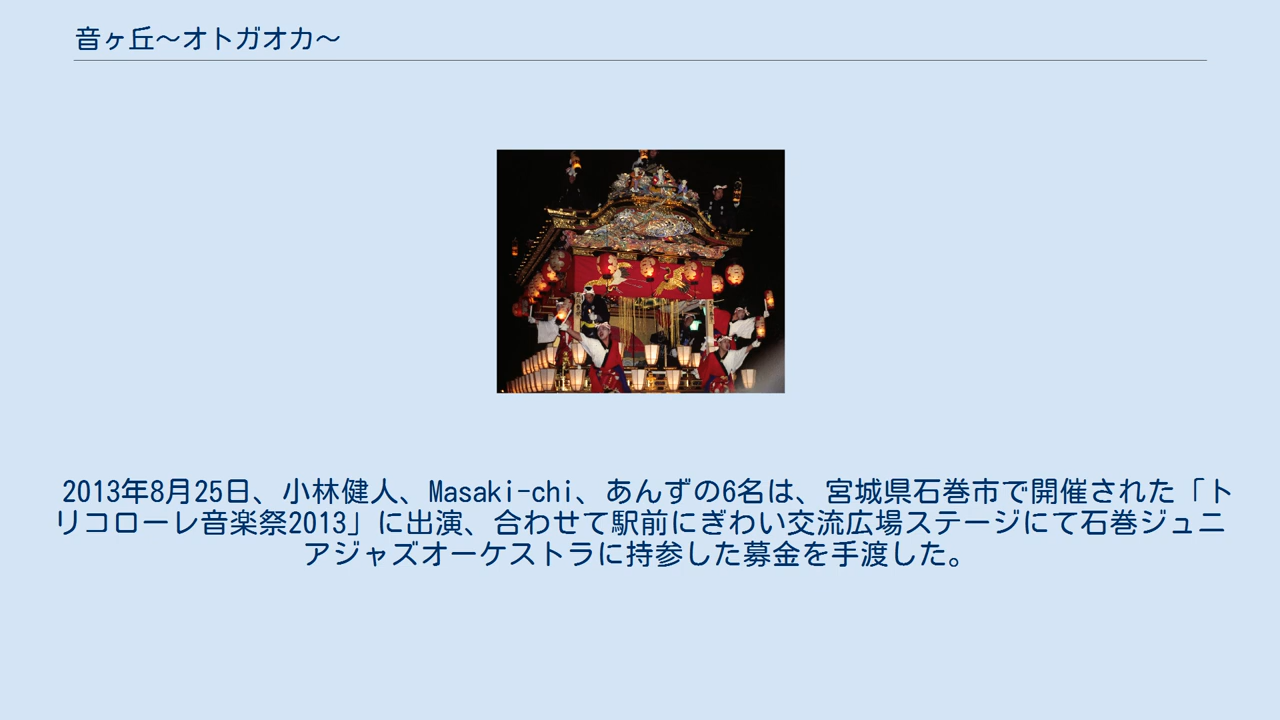 音ヶ丘～オトガオカ～
2013年8月25日、小林健人、Masaki-chi、あんずの6名は、宮城県石巻市で開催された「ト
リコローレ音楽祭2013」に出演、合わせて駅前にぎわい交流広場ステージにて石巻ジュニ
アジャズオーケストラに持参した募金を手渡した。